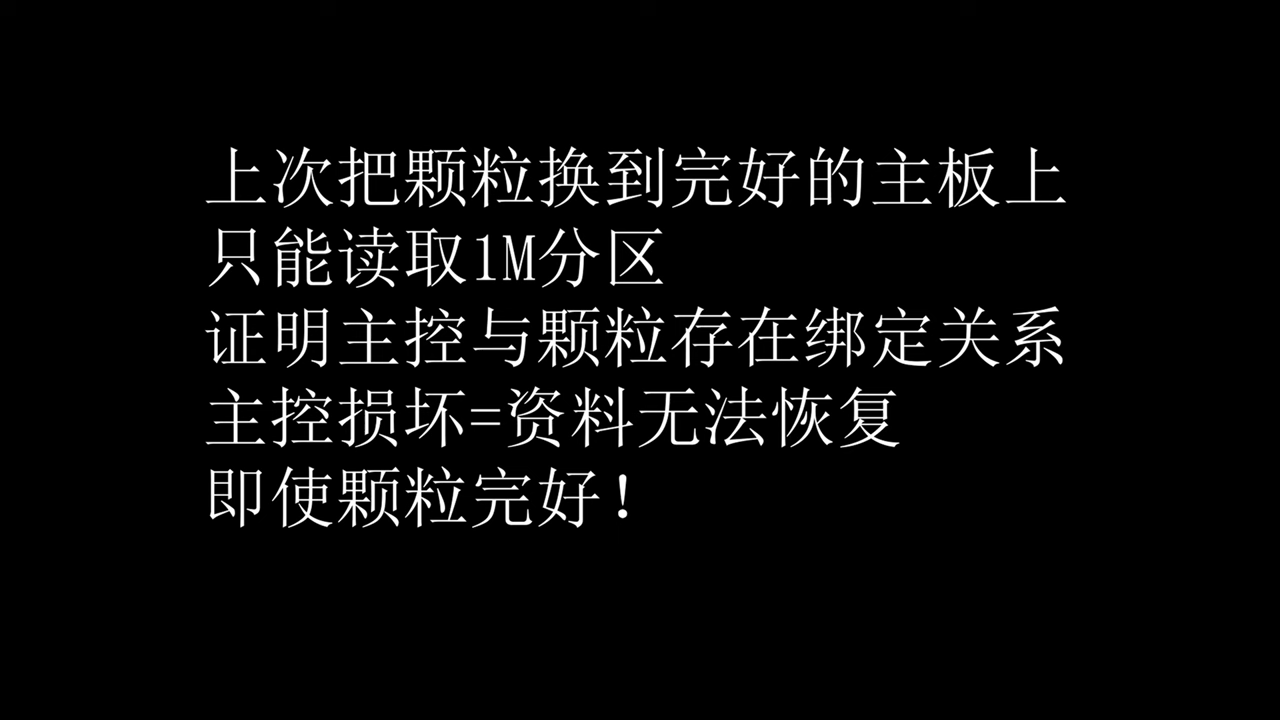 上次把颗粒换到完好的主板上
只能读取1M分区
证明主控与颗粒存在绑定关系
主控损坏=资料无法恢复
即使颗粒完好！